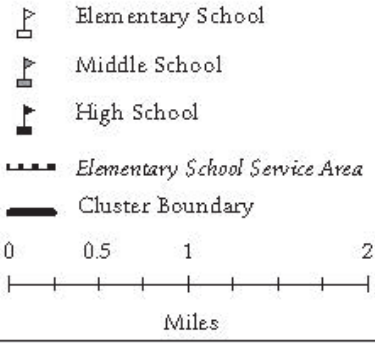 Elementary School
Middle School
High School
Elementary School Service Area
Cluster Boundary
0 0.5 1 2
Miles